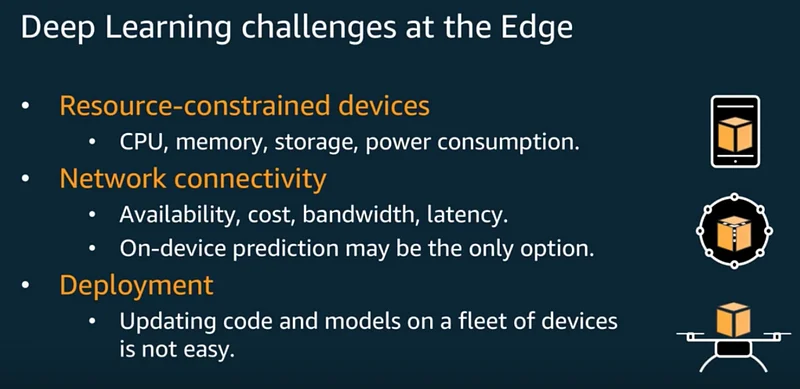 Deep Learning challenges at the Edge
• Resource-constrained devices
• CPU, memory, storage, power consumption.
• Network connectivity
• Availability, cost, bandwidth, latency.
• On-device prediction may be the only option.
• Deployment
• Updating code and models on a fleet of devices
is not easy.